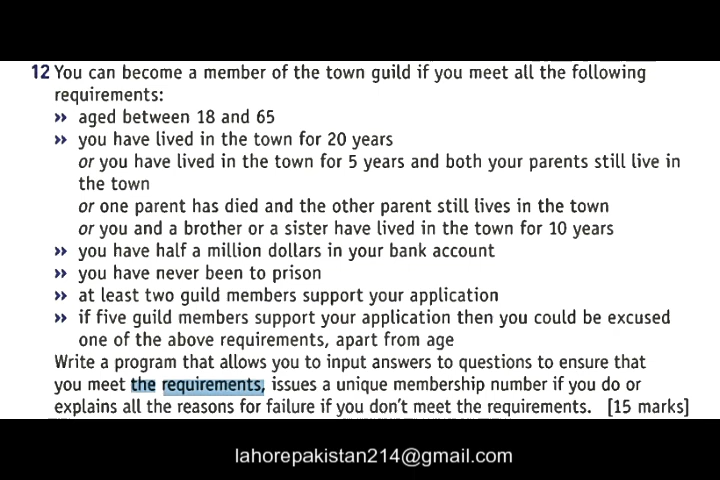 12 You can become a member of the town guild if you meet all the following
requirements:
» aged between 18 and 65
» you have lived in the town for 20 years
or you have lived in the town for 5 years and both your parents still live in
the town
or one parent has died and the other parent still lives in the town
or you and a brother or a sister have lived in the town for 10 years
» you have half a million dollars in your bank account
» you have never been to prison
» at least two guild members support your application
» if five guild members support your application then you could be excused
one of the above requirements, apart from age
Write a program that allows you to input answers to questions to ensure that
you meet the requirements, issues a unique membership number if you do or
explains all the reasons for failure if you don't meet the requirements. [15 marks]
lahorepakistan214@gmail.com